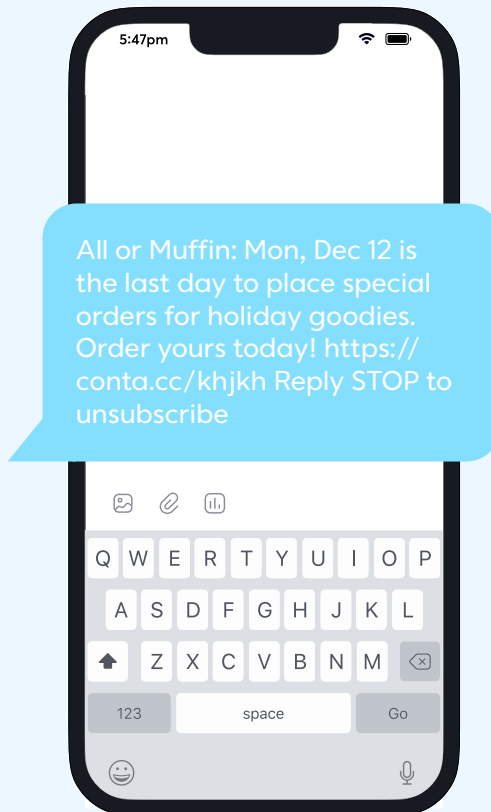 5:47pm
All or Muffin: Mon, Dec 12 is
the last day to place special
orders for holiday goodies.
Order yours today! https://
conta.cc/khjkh Reply STOP to
unsubscribe
Q W E R T Y U I O P
A S D F G H J K L
Z X C V B N M
123 space Go